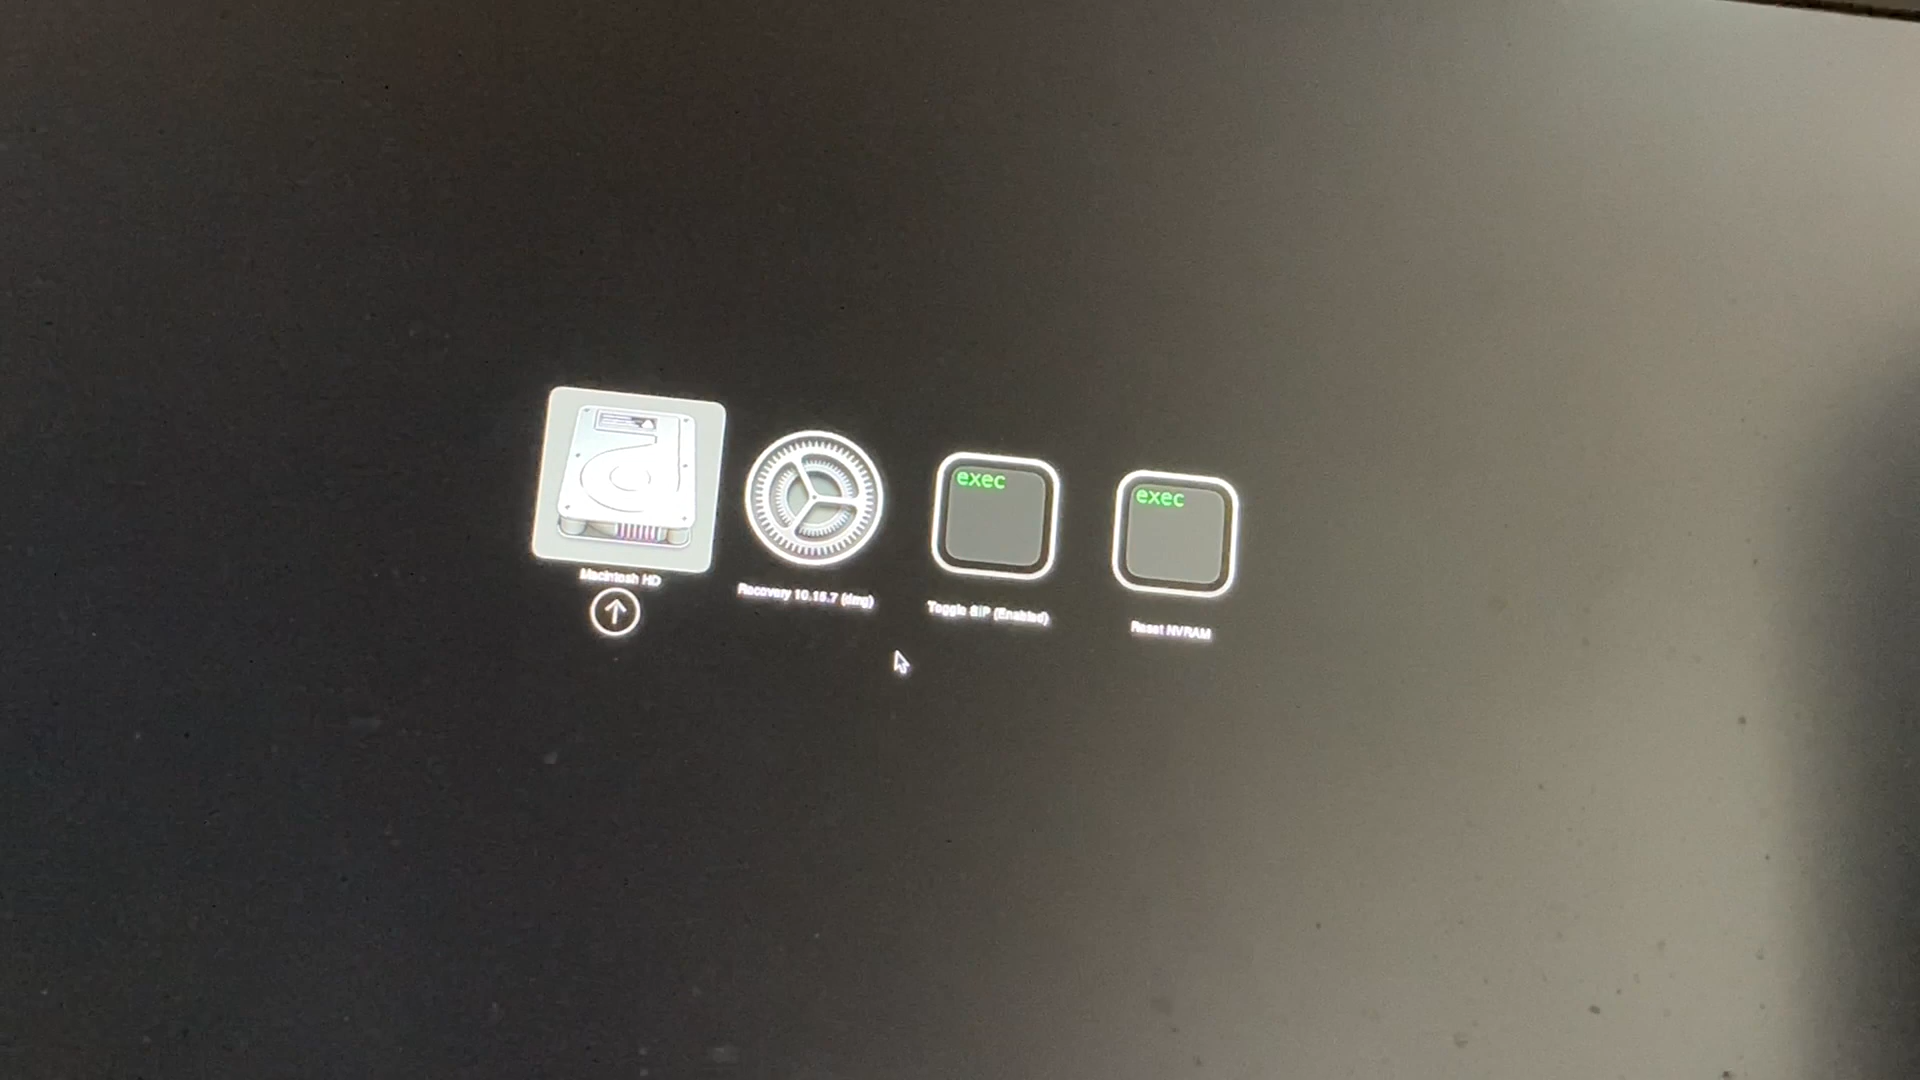 exec
exec
Macintosh HD
Recovery 10.15.7 (dmg)
Toggle SIP (Enabled)
Reset NVRAM